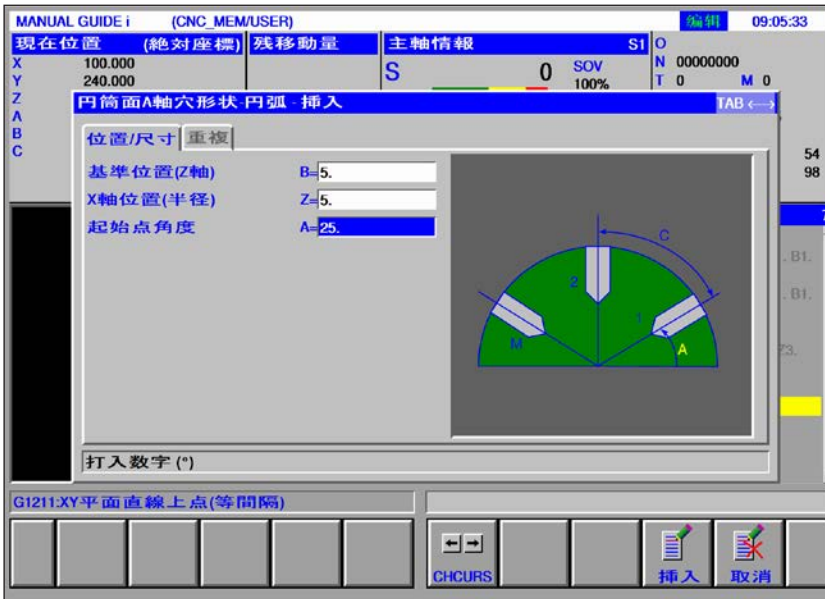 MANUAL GUIDE i (CNC_MEM/USER) 编辑 09:05:33
現在位置 (絶対座標) 残移動量 主軸情報 S1 O
X 100.000 S 0 SOV N 00000000
Y 240.000 100% T 0 M 0
Z
A
B
C
54
98
円筒面A軸穴形状-円弧 - 挿入 TAB ←→
位置/尺寸 重複
基準位置(Z軸) B=5.
X軸位置(半径) Z=5.
起始点角度 A=25.
C
2
1
M
A
. B1.
. B1.
Z3.
打入数字 (°)
G1211:XY平面直線上点(等間隔)
CHCURS 挿入 取消